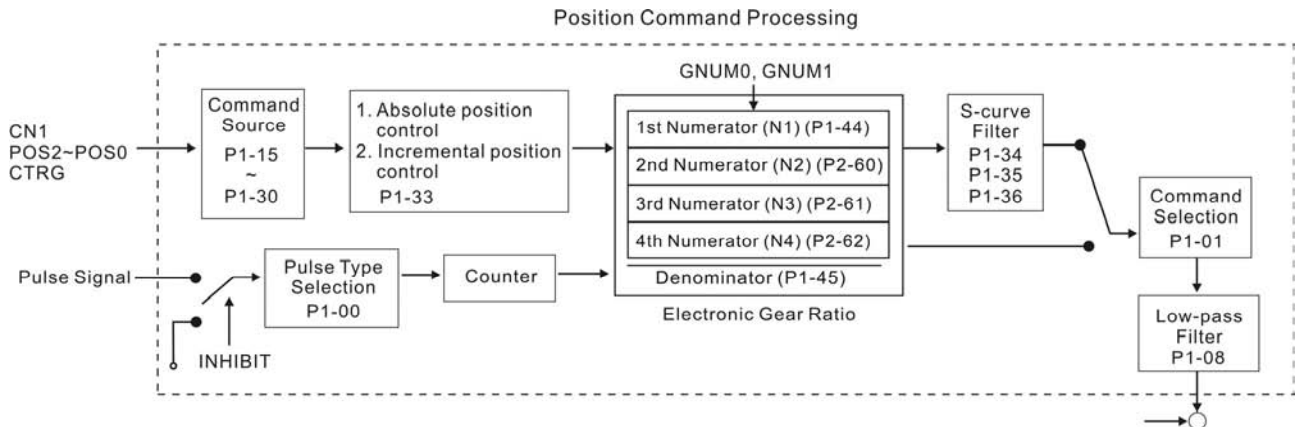 Position Command Processing
GNUM0, GNUM1
CN1
POS2~POS0
CTRG
Command
Source
P1-15
~
P1-30
1. Absolute position
control
2. Incremental position
control
P1-33
1st Numerator (N1) (P1-44)
2nd Numerator (N2) (P2-60)
3rd Numerator (N3) (P2-61)
4th Numerator (N4) (P2-62)
Denominator (P1-45)
Electronic Gear Ratio
S-curve
Filter
P1-34
P1-35
P1-36
Command
Selection
P1-01
Pulse Signal
INHIBIT
Pulse Type
Selection
P1-00
Counter
Low-pass
Filter
P1-08